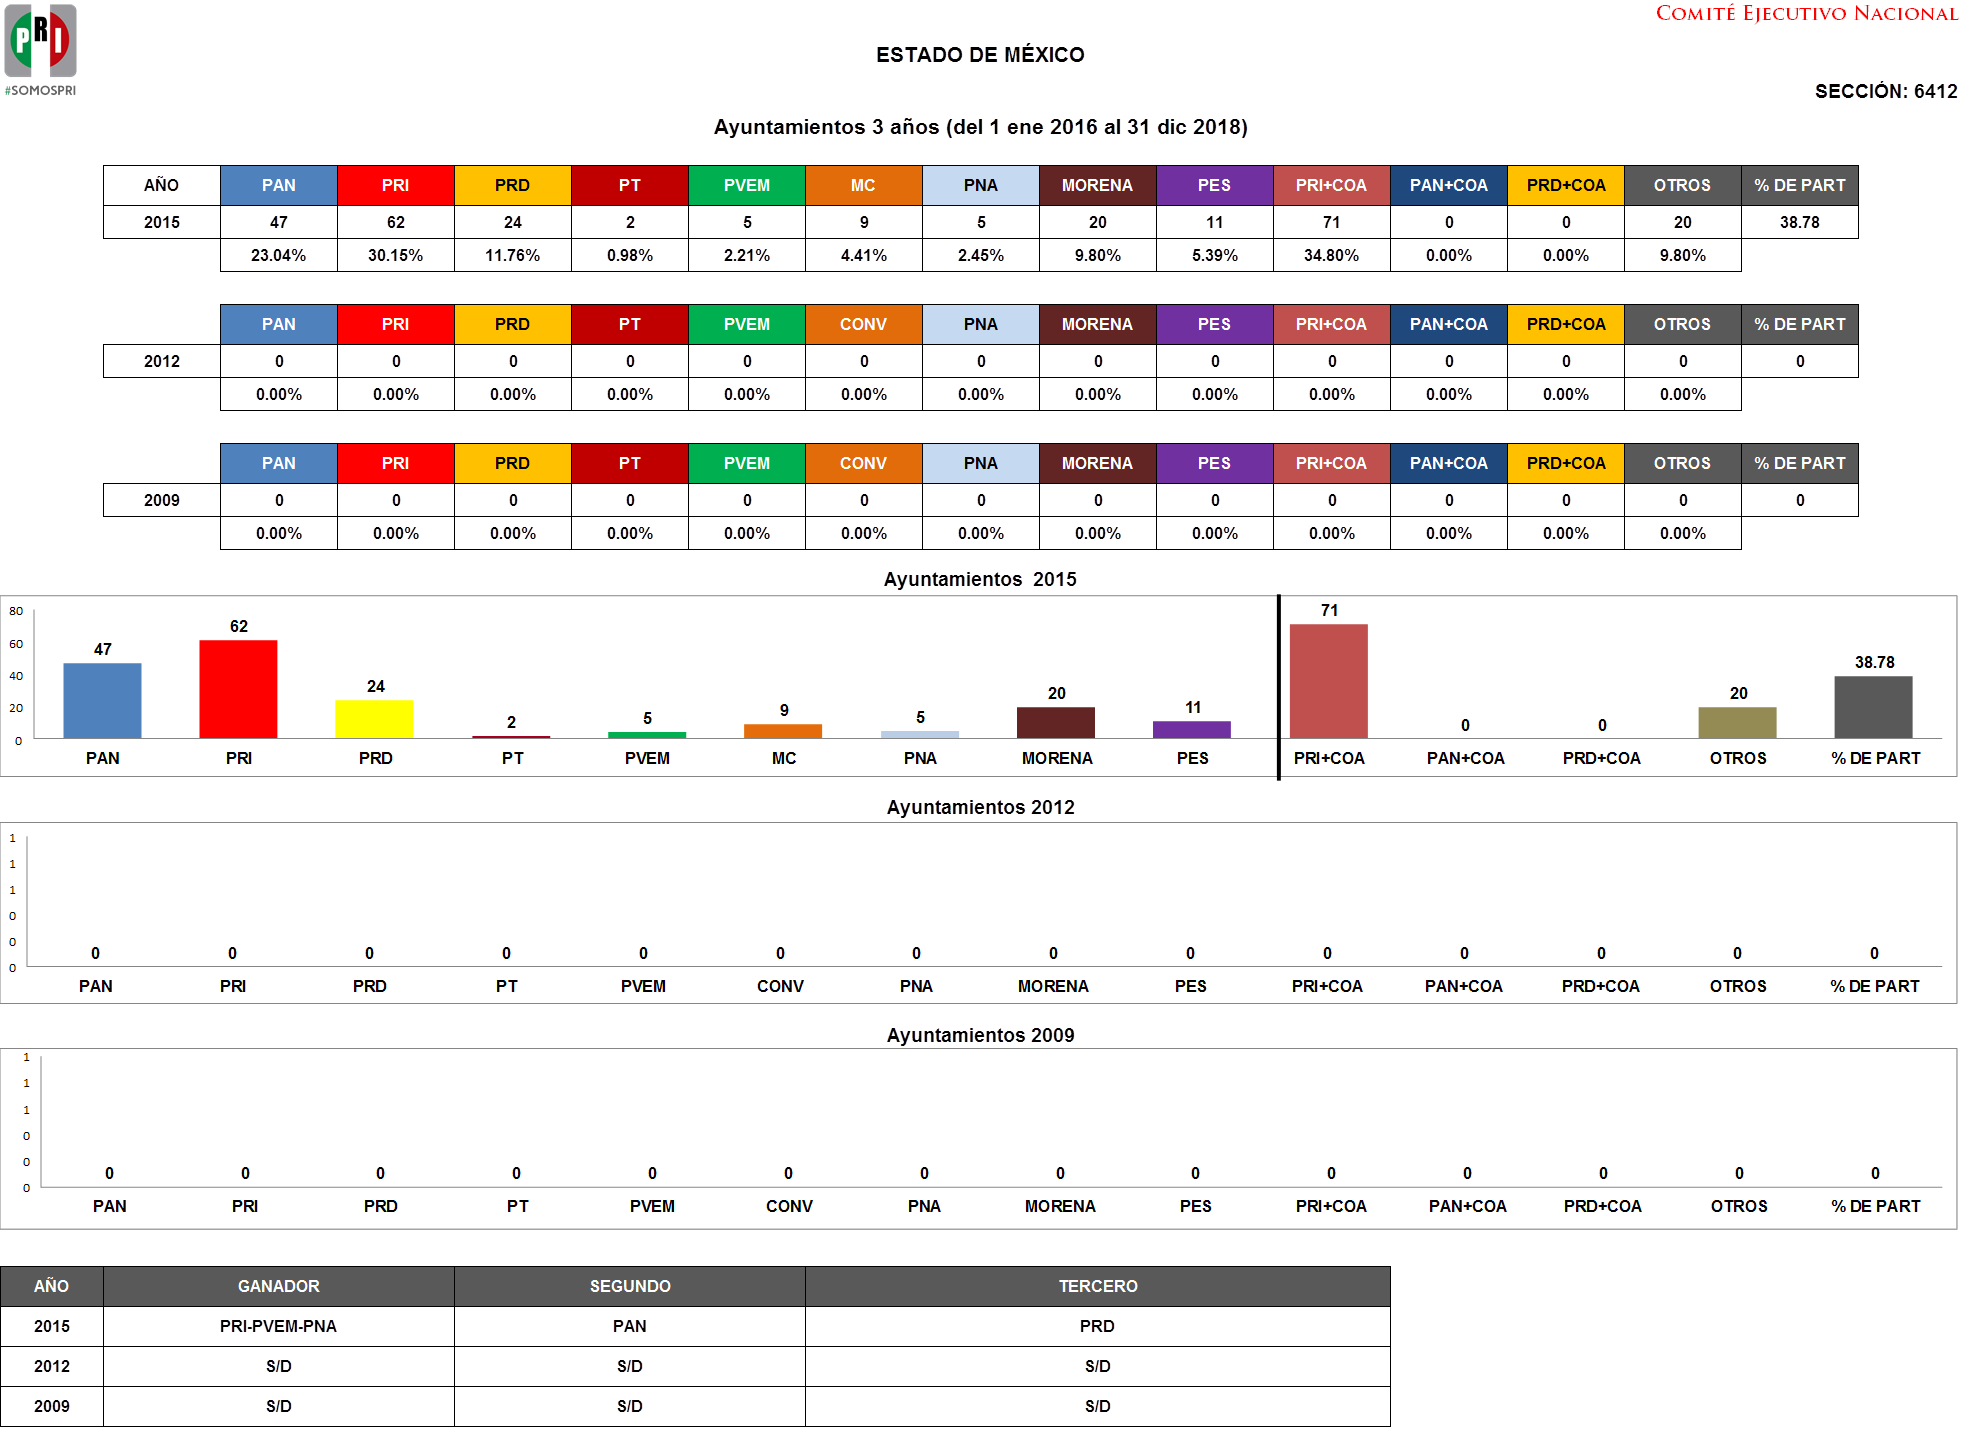 PRI
#SOMOSPRI
COMITÉ EJECUTIVO NACIONAL
ESTADO DE MÉXICO
SECCIÓN: 6412
Ayuntamientos 3 años (del 1 ene 2016 al 31 dic 2018)
AÑO PAN PRI PRD PT PVEM MC PNA MORENA PES PRI+COA PAN+COA PRD+COA OTROS % DE PART
2015 47 62 24 2 5 9 5 20 11 71 0 0 20 38.78
23.04% 30.15% 11.76% 0.98% 2.21% 4.41% 2.45% 9.80% 5.39% 34.80% 0.00% 0.00% 9.80%
PAN PRI PRD PT PVEM CONV PNA MORENA PES PRI+COA PAN+COA PRD+COA OTROS % DE PART
2012 0 0 0 0 0 0 0 0 0 0 0 0 0 0
0.00% 0.00% 0.00% 0.00% 0.00% 0.00% 0.00% 0.00% 0.00% 0.00% 0.00% 0.00% 0.00%
PAN PRI PRD PT PVEM CONV PNA MORENA PES PRI+COA PAN+COA PRD+COA OTROS % DE PART
2009 0 0 0 0 0 0 0 0 0 0 0 0 0 0
0.00% 0.00% 0.00% 0.00% 0.00% 0.00% 0.00% 0.00% 0.00% 0.00% 0.00% 0.00% 0.00%
Ayuntamientos 2015
80
60
40
20
0
47 62 24 2 5 9 5 20 11 71 0 0 20 38.78
PAN PRI PRD PT PVEM MC PNA MORENA PES PRI+COA PAN+COA PRD+COA OTROS % DE PART
Ayuntamientos 2012
1
1
1
0
0
0
0 0 0 0 0 0 0 0 0 0 0 0 0 0
PAN PRI PRD PT PVEM CONV PNA MORENA PES PRI+COA PAN+COA PRD+COA OTROS % DE PART
Ayuntamientos 2009
1
1
1
0
0
0
0 0 0 0 0 0 0 0 0 0 0 0 0 0
PAN PRI PRD PT PVEM CONV PNA MORENA PES PRI+COA PAN+COA PRD+COA OTROS % DE PART
AÑO GANADOR SEGUNDO TERCERO
2015 PRI-PVEM-PNA PAN PRD
2012 S/D S/D S/D
2009 S/D S/D S/D